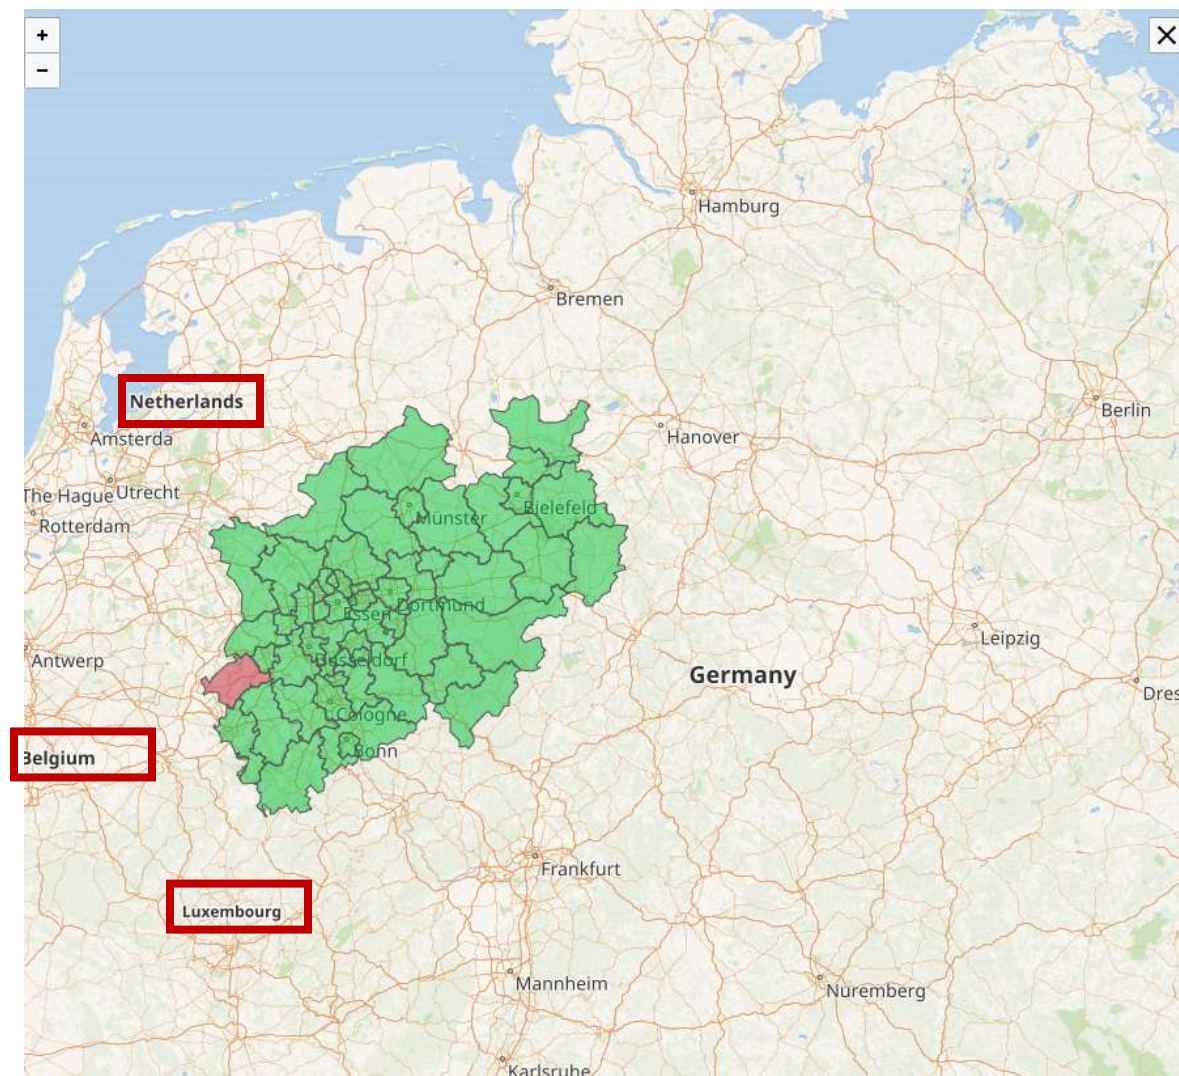 +
−
×
Hamburg
Bremen
Netherlands
Berlin
Amsterda
Hanover
The Hague
Utrecht
Rotterdam
Münster
Bielefeld
Essen
Dortmund
Leipzig
Antwerp
Düsseldorf
Germany
Dres
Cologne
Belgium
Bonn
Frankfurt
Luxembourg
Mannheim
Nuremberg
Karlsruhe